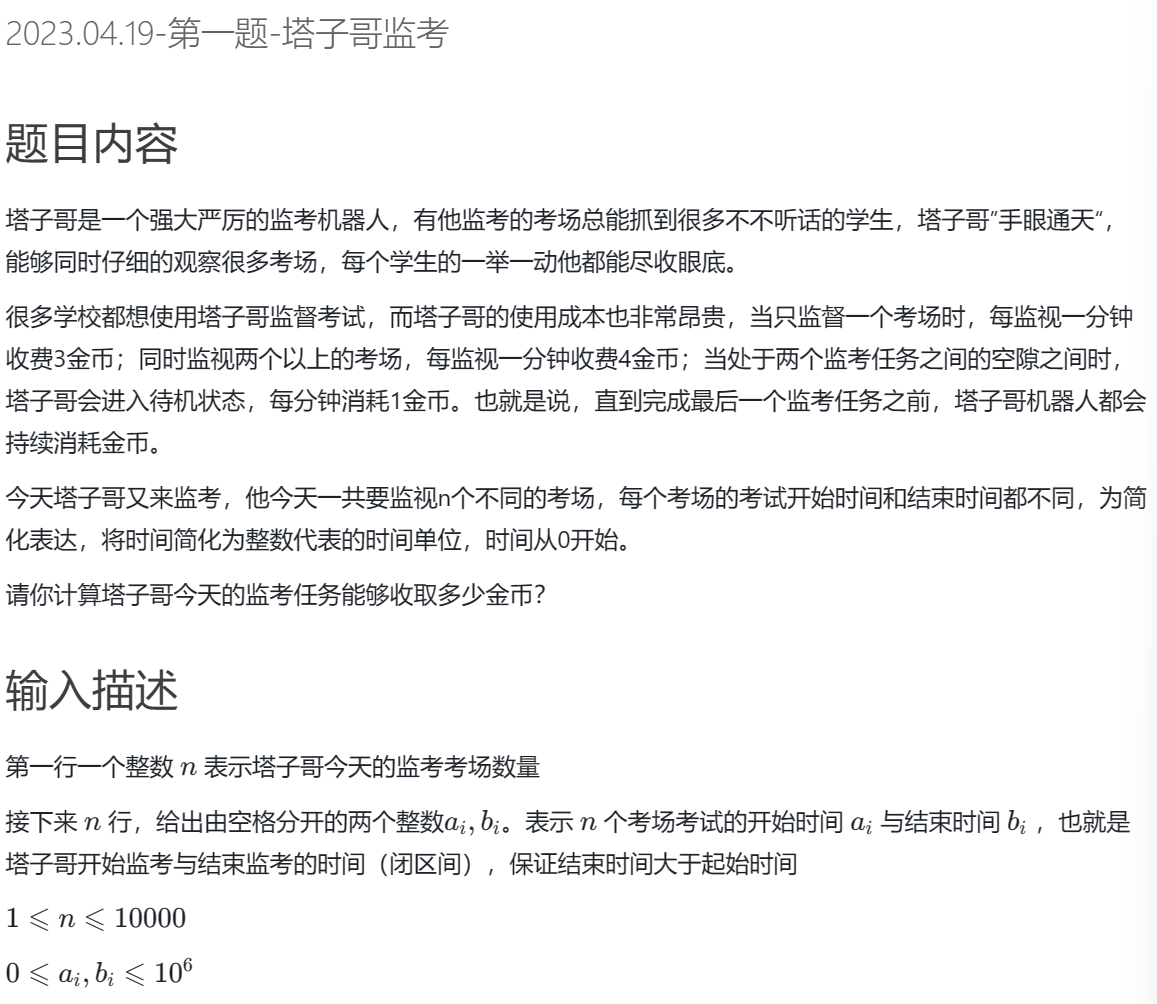 2023.04.19-第一题-塔子哥监考
题目内容
塔子哥是一个强大严厉的监考机器人，有他监考的考场总能抓到很多不不听话的学生，塔子哥”手眼通天“，
能够同时仔细的观察很多考场，每个学生的一举一动他都能尽收眼底。
很多学校都想使用塔子哥监督考试，而塔子哥的使用成本也非常昂贵，当只监督一个考场时，每监视一分钟
收费3金币；同时监视两个以上的考场，每监视一分钟收费4金币；当处于两个监考任务之间的空隙之间时，
塔子哥会进入待机状态，每分钟消耗1金币。也就是说，直到完成最后一个监考任务之前，塔子哥机器人都会
持续消耗金币。
今天塔子哥又来监考，他今天一共要监视n个不同的考场，每个考场的考试开始时间和结束时间都不同，为简
化表达，将时间简化为整数代表的时间单位，时间从0开始。
请你计算塔子哥今天的监考任务能够收取多少金币？
输入描述
第一行一个整数 n 表示塔子哥今天的监考考场数量
接下来 n 行，给出由空格分开的两个整数a_i, b_i。表示 n 个考场考试的开始时间 a_i 与结束时间 b_i ，也就是
塔子哥开始监考与结束监考的时间（闭区间），保证结束时间大于起始时间
1 ⩽ n ⩽ 10000
0 ⩽ a_i, b_i ⩽ 10^6